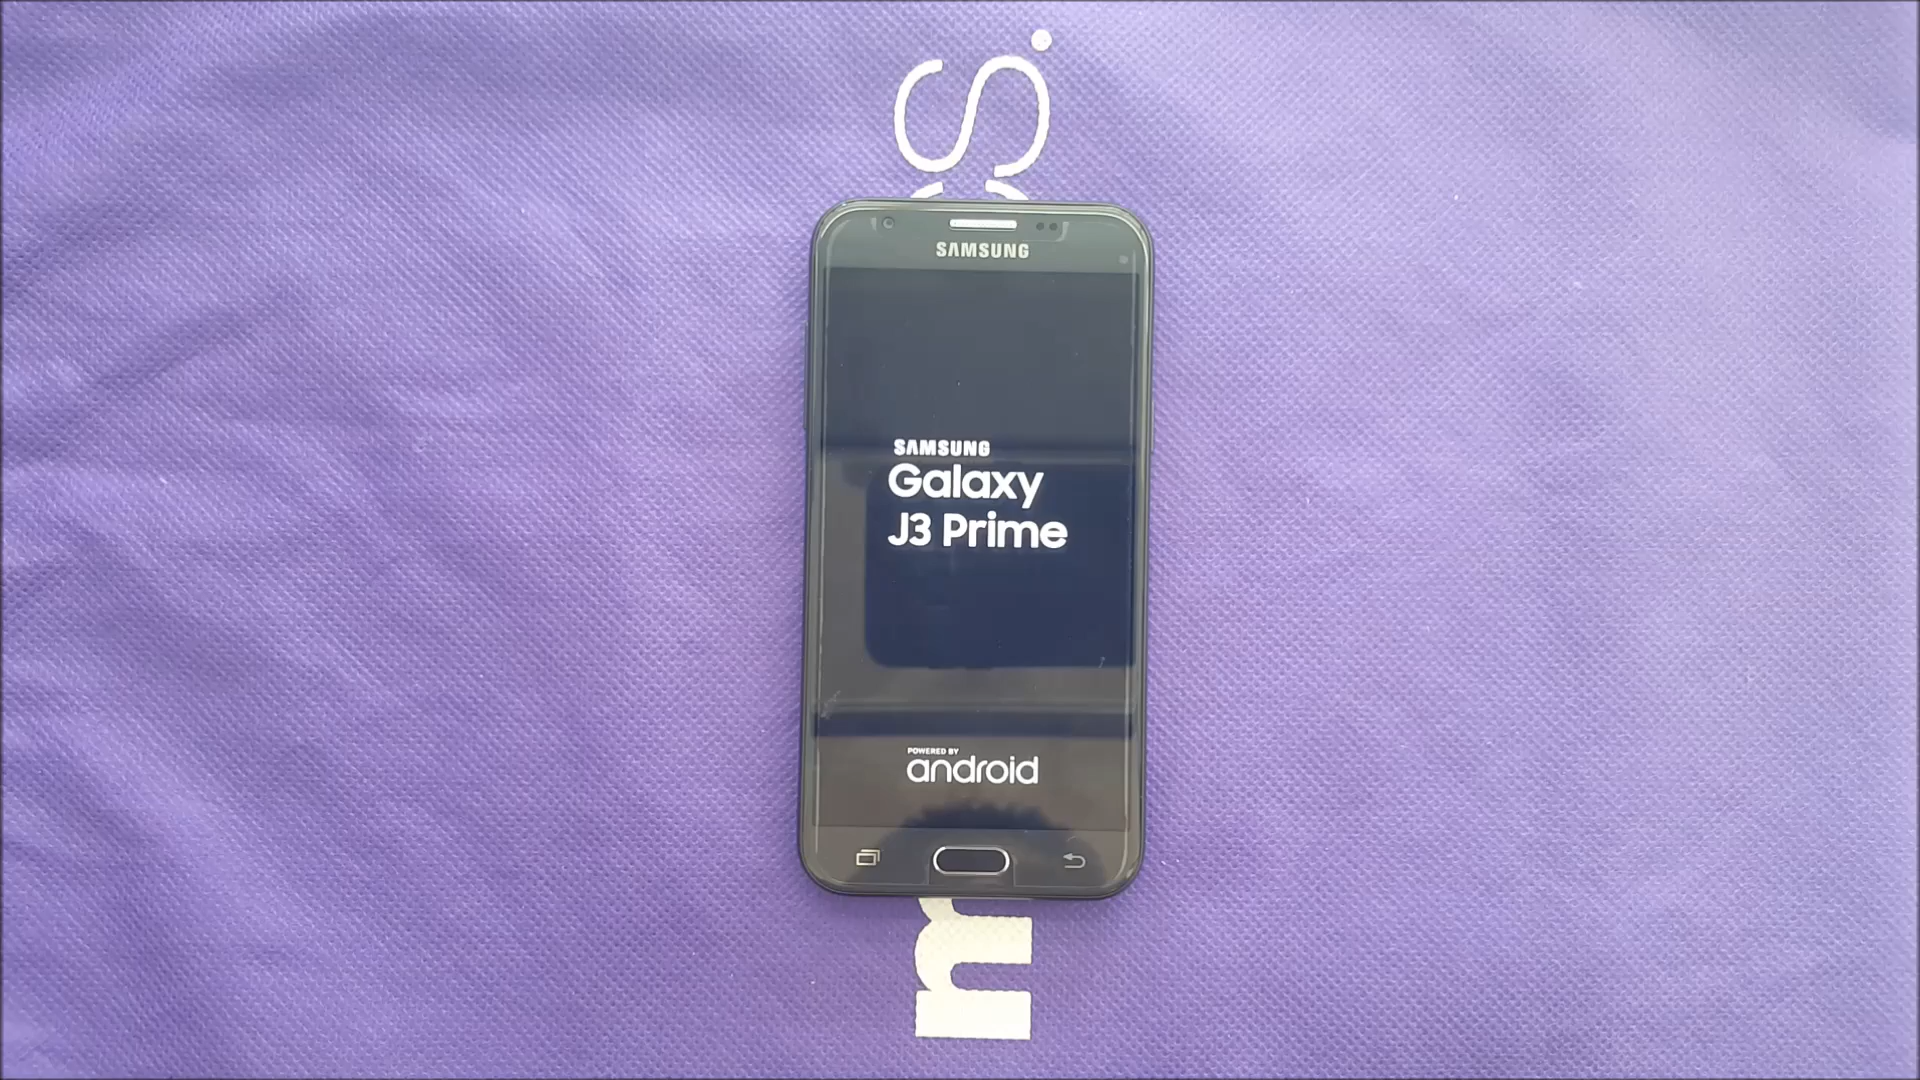 s.
SAMSUNG
SAMSUNG
Galaxy
J3 Prime
POWERED BY
android